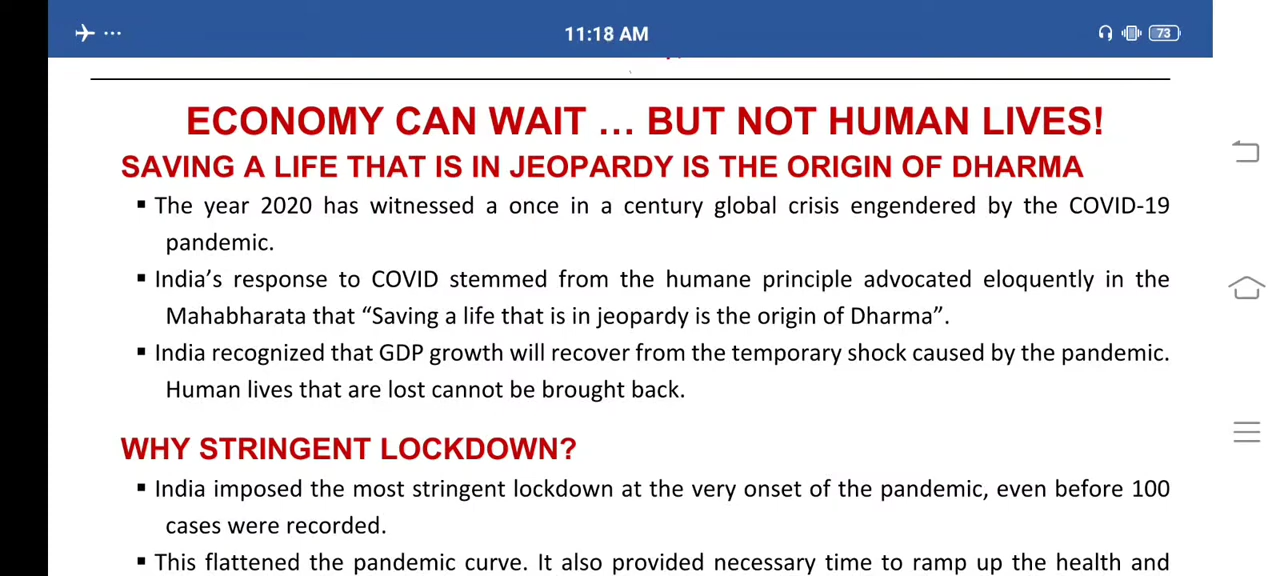 11:18 AM
73
ECONOMY CAN WAIT … BUT NOT HUMAN LIVES!
SAVING A LIFE THAT IS IN JEOPARDY IS THE ORIGIN OF DHARMA
▪ The year 2020 has witnessed a once in a century global crisis engendered by the COVID-19
pandemic.
▪ India’s response to COVID stemmed from the humane principle advocated eloquently in the
Mahabharata that “Saving a life that is in jeopardy is the origin of Dharma”.
▪ India recognized that GDP growth will recover from the temporary shock caused by the pandemic.
Human lives that are lost cannot be brought back.
WHY STRINGENT LOCKDOWN?
▪ India imposed the most stringent lockdown at the very onset of the pandemic, even before 100
cases were recorded.
▪ This flattened the pandemic curve. It also provided necessary time to ramp up the health and